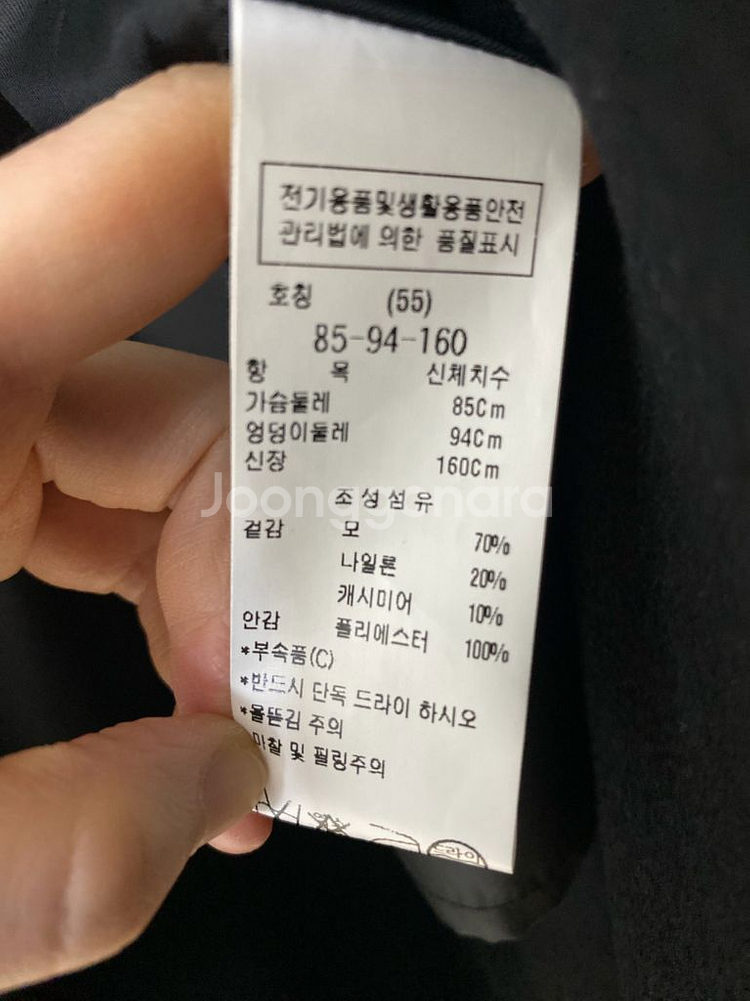 전기용품및생활용품안전
관리법에 의한 품질표시
호칭 (55)
85-94-160
항 목 신체치수
가슴둘레 85Cm
엉덩이둘레 94Cm
신장 160Cm
조성섬유
Joonggonara
겉감 모 70%
나일론 20%
캐시미어 10%
안감 폴리에스터 100%
*부속품(C)
*반드시 단독 드라이 하시오
*올뜯김 주의
마찰 및 필링주의